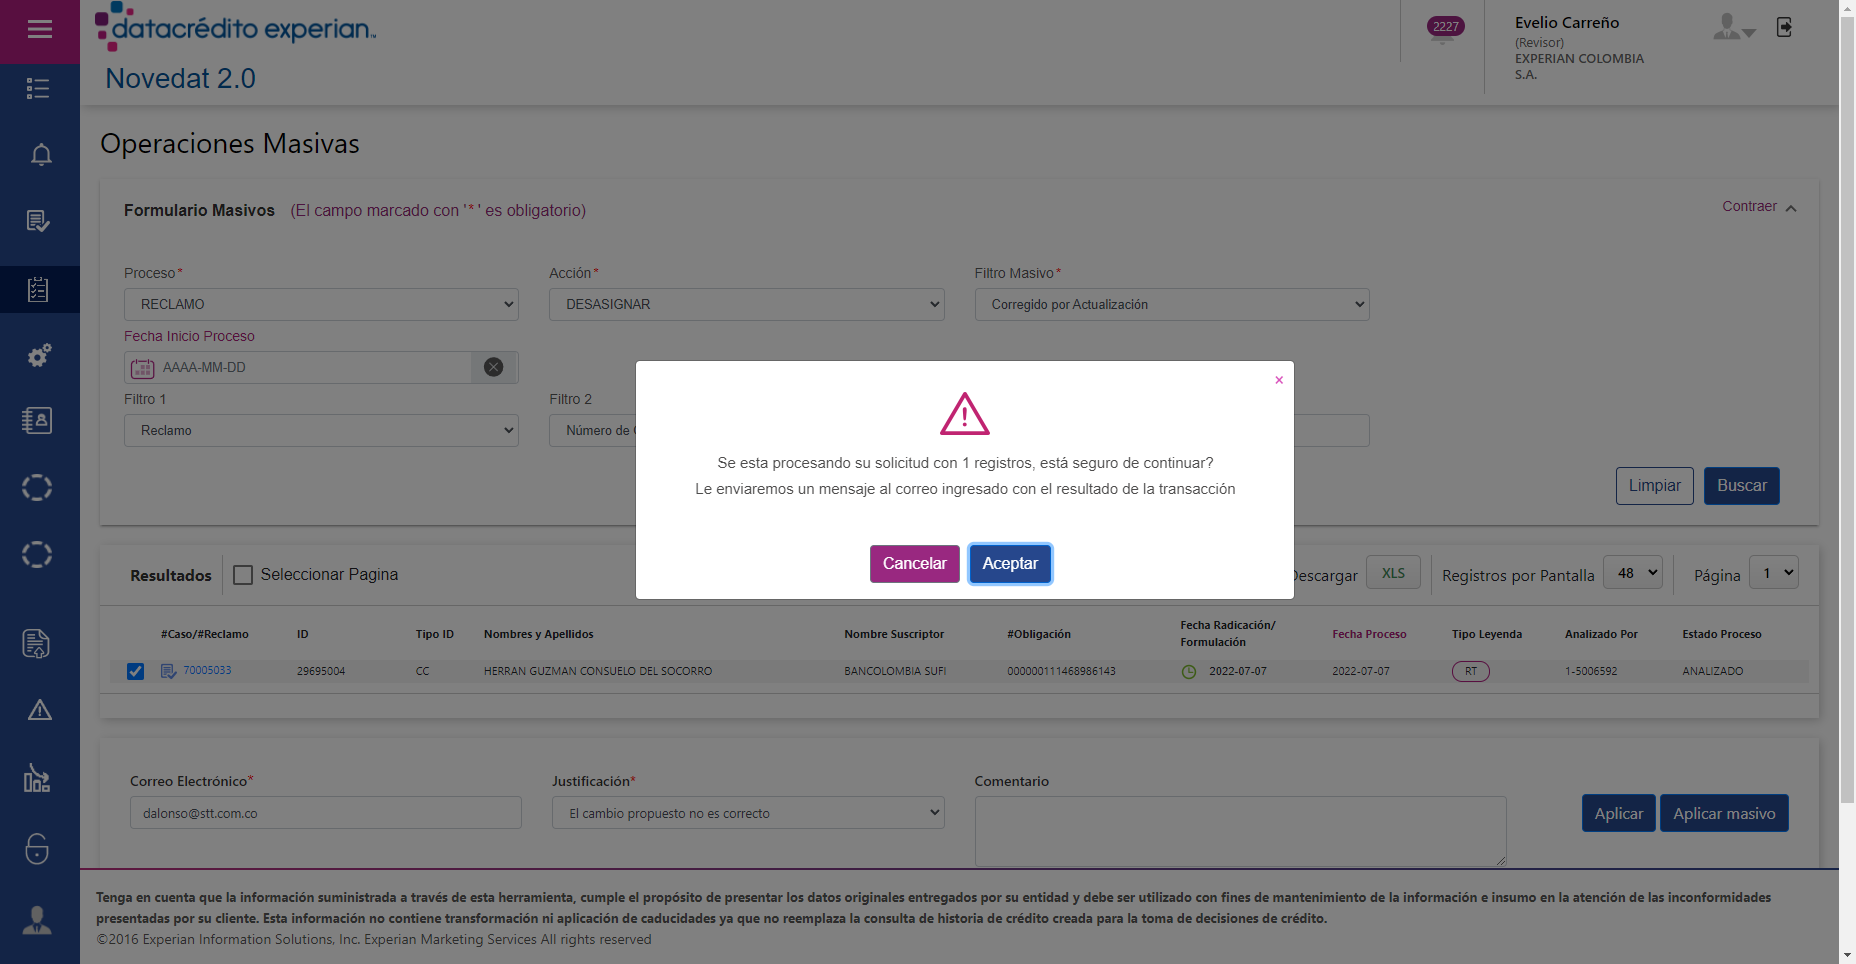 datacrédito experian™
Novedat 2.0
2227
Evelio Carreño
(Revisor)
EXPERIAN COLOMBIA
S.A.
Operaciones Masivas
Formulario Masivos (El campo marcado con '*' es obligatorio)
Contraer
Proceso* Acción* Filtro Masivo*
RECLAMO DESASIGNAR Corregido por Actualización
Fecha Inicio Proceso
AAAA-MM-DD
Filtro 1 Filtro 2
Reclamo Número de
Limpiar Buscar
×
Se esta procesando su solicitud con 1 registros, está seguro de continuar?
Le enviaremos un mensaje al correo ingresado con el resultado de la transacción
Cancelar Aceptar
Resultados Seleccionar Pagina Descargar XLS Registros por Pantalla 48 Página 1
#Caso/#Reclamo ID Tipo ID Nombres y Apellidos Nombre Suscriptor #Obligación Fecha Radicación/ Fecha Proceso Tipo Leyenda Analizado Por Estado Proceso
Formulación
70005033 29695004 CC HERRAN GUZMAN CONSUELO DEL SOCORRO BANCOLOMBIA SUFI 000000111468986143 2022-07-07 2022-07-07 RT 1-5006592 ANALIZADO
Correo Electrónico* Justificación* Comentario
dalonso@stt.com.co El cambio propuesto no es correcto
Aplicar Aplicar masivo
Tenga en cuenta que la información suministrada a través de esta herramienta, cumple el propósito de presentar los datos originales entregados por su entidad y debe ser utilizado con fines de mantenimiento de la información e insumo en la atención de las inconformidades
presentadas por su cliente. Esta información no contiene transformación ni aplicación de caducidades ya que no reemplaza la consulta de historia de crédito creada para la toma de decisiones de crédito.
©2016 Experian Information Solutions, Inc. Experian Marketing Services All rights reserved